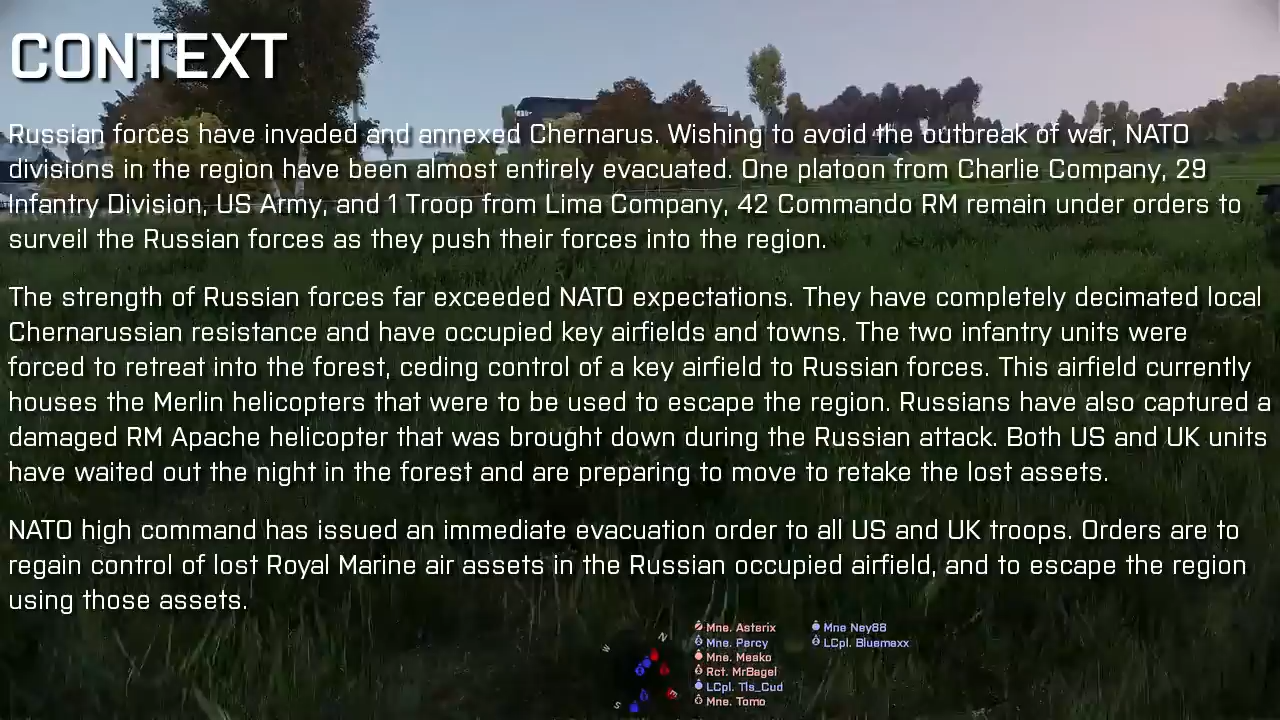 CONTEXT
Russian forces have invaded and annexed Chernarus. Wishing to avoid the outbreak of war, NATO
divisions in the region have been almost entirely evacuated. One platoon from Charlie Company, 29
Infantry Division, US Army, and 1 Troop from Lima Company, 42 Commando RM remain under orders to
surveil the Russian forces as they push their forces into the region.
The strength of Russian forces far exceeded NATO expectations. They have completely decimated local
Chernarussian resistance and have occupied key airfields and towns. The two infantry units were
forced to retreat into the forest, ceding control of a key airfield to Russian forces. This airfield currently
houses the Merlin helicopters that were to be used to escape the region. Russians have also captured a
damaged RM Apache helicopter that was brought down during the Russian attack. Both US and UK units
have waited out the night in the forest and are preparing to move to retake the lost assets.
NATO high command has issued an immediate evacuation order to all US and UK troops. Orders are to
regain control of lost Royal Marine air assets in the Russian occupied airfield, and to escape the region
using those assets.
Mne. Asterix Mne Ney88
Mne. Percy LCpl. Bluemaxx
Mne. Meako
Rct. MrBagel
LCpl. Tis_Cud
Mne. Tomo
N
W
E
S